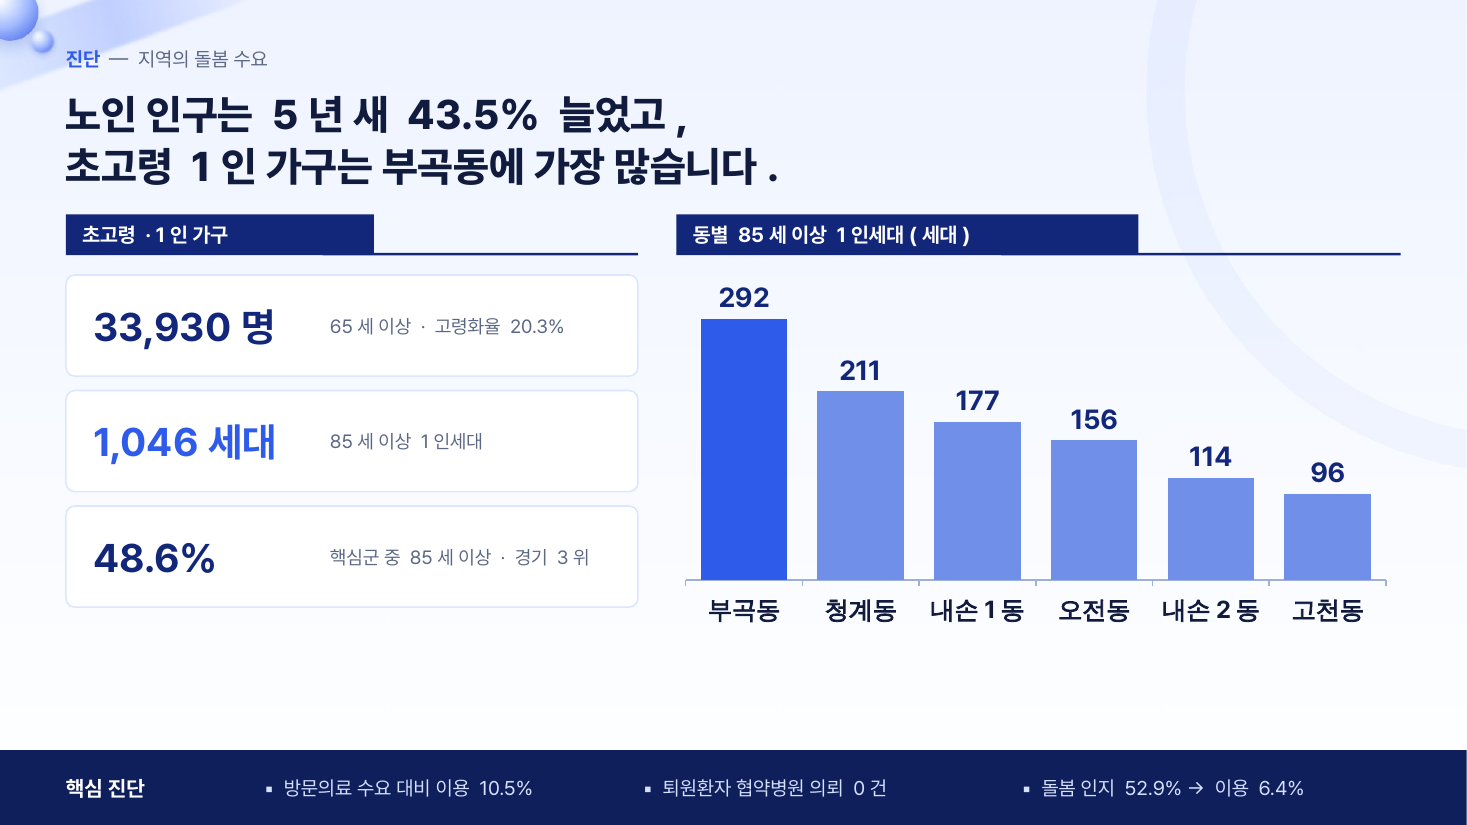 진단 — 지역의 돌봄 수요
노인 인구는 5 년 새 43.5% 늘었고 ,
초고령 1 인 가구는 부곡동에 가장 많습니다 .
초고령 · 1 인 가구
33,930 명 65 세 이상 · 고령화율 20.3%
1,046 세대 85 세 이상 1 인세대
48.6% 핵심군 중 85 세 이상 · 경기 3 위
동별 85 세 이상 1 인세대 ( 세대 )
292
211
177
156
114
96
부곡동 청계동 내손 1 동 오전동 내손 2 동 고천동
핵심 진단 ▪ 방문의료 수요 대비 이용 10.5% ▪ 퇴원환자 협약병원 의뢰 0 건 ▪ 돌봄 인지 52.9% → 이용 6.4%